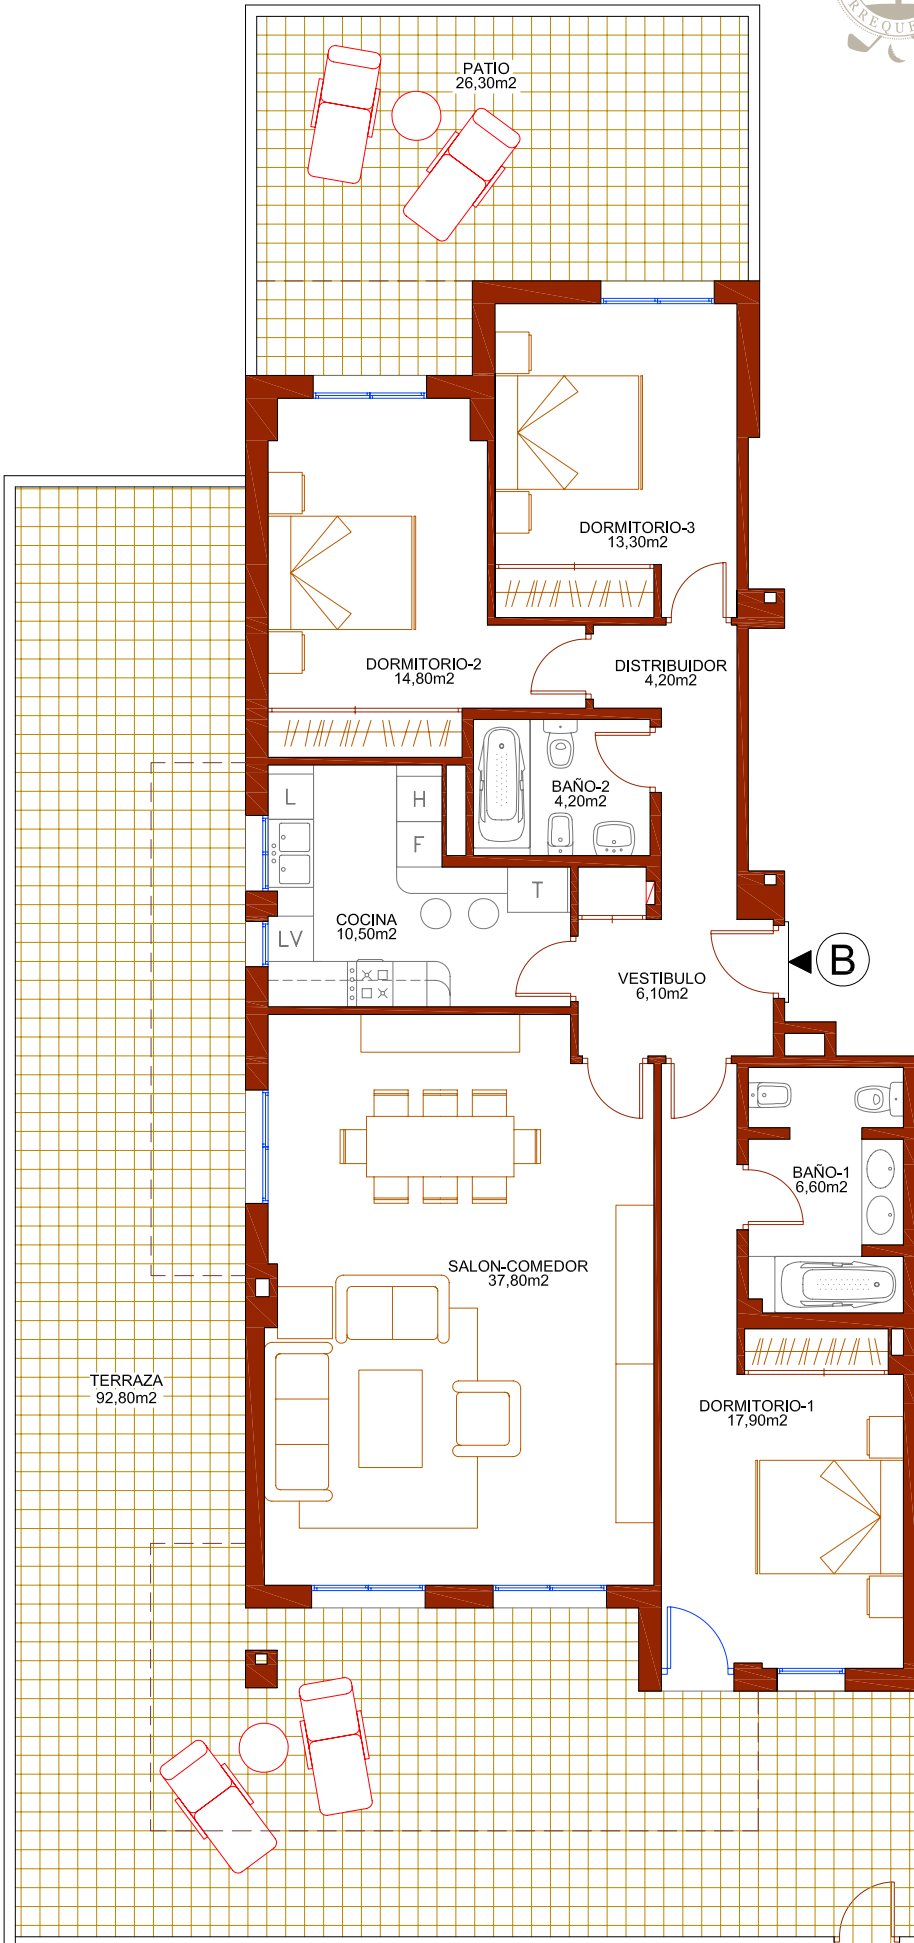 PATIO
26,30m2
DORMITORIO-3
13,30m2
DORMITORIO-2
14,80m2
DISTRIBUIDOR
4,20m2
BAÑO-2
4,20m2
L
H
F
T
COCINA
10,50m2
LV
VESTIBULO
6,10m2
B
BAÑO-1
6,60m2
SALON-COMEDOR
37,80m2
TERRAZA
92,80m2
DORMITORIO-1
17,90m2